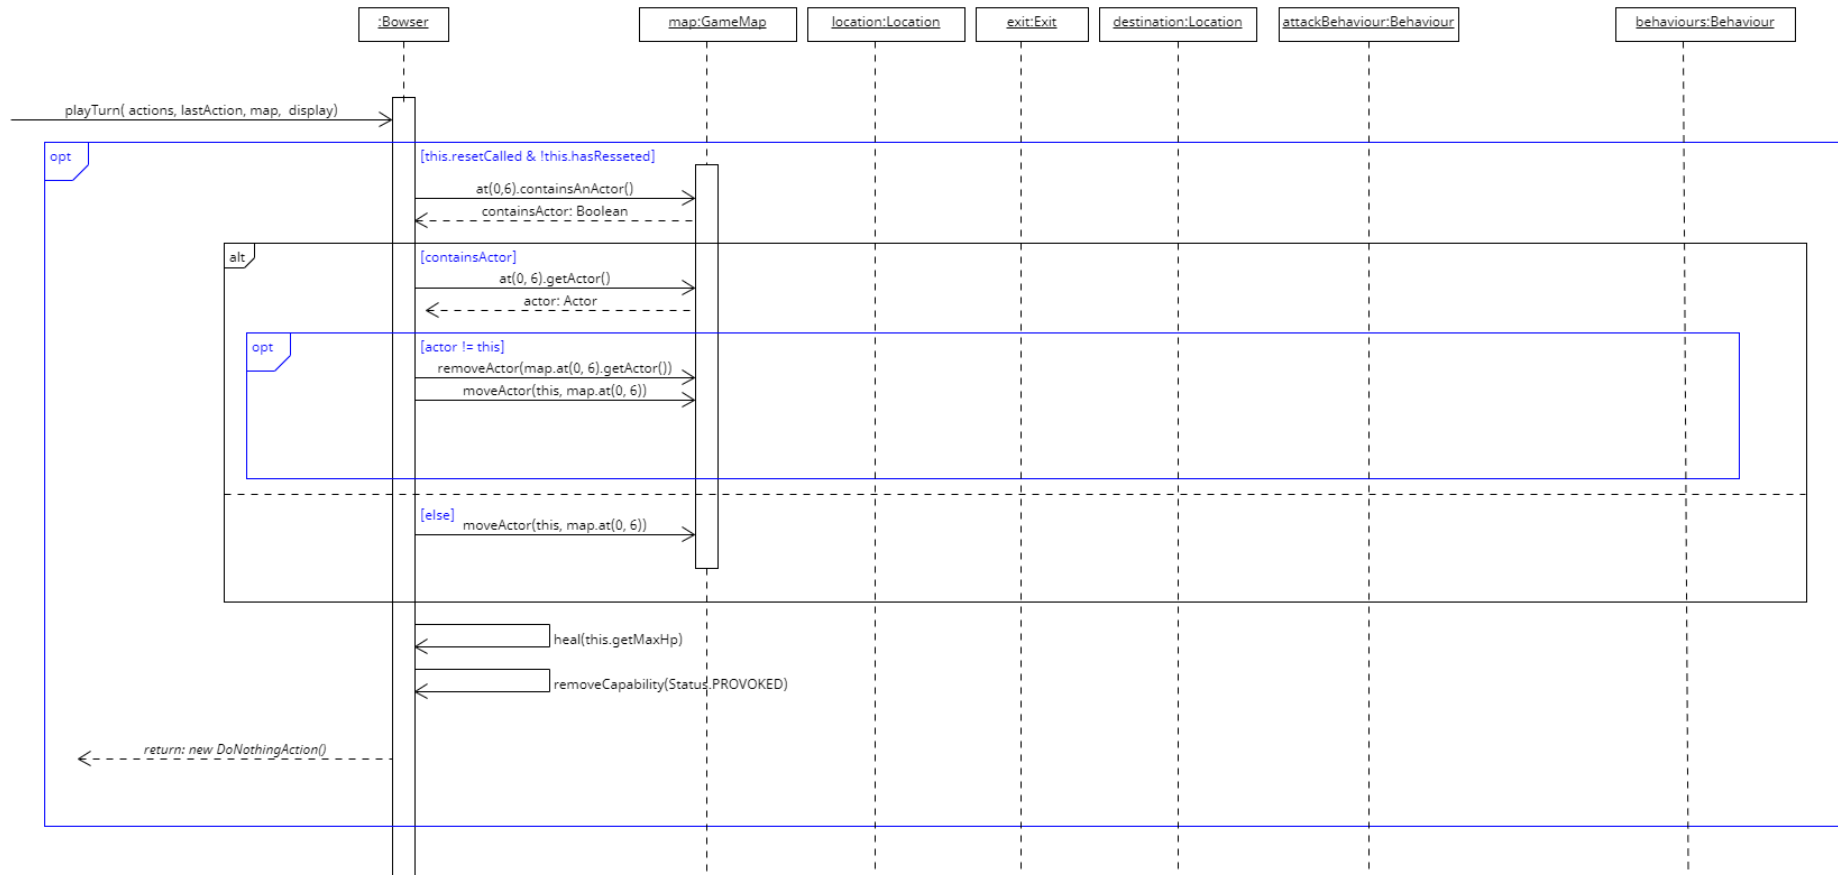 :Bowser
map:GameMap
location:Location
exit:Exit
destination:Location
attackBehaviour:Behaviour
behaviours:Behaviour
playTurn( actions, lastAction, map, display)
opt
[this.resetCalled & !this.hasResseted]
at(0,6).containsAnActor()
containsActor: Boolean
alt
[containsActor]
at(0, 6).getActor()
actor: Actor
opt
[actor != this]
removeActor(map.at(0, 6).getActor())
moveActor(this, map.at(0, 6))
[else]
moveActor(this, map.at(0, 6))
heal(this.getMaxHp)
removeCapability(Status.PROVOKED)
return: new DoNothingAction()